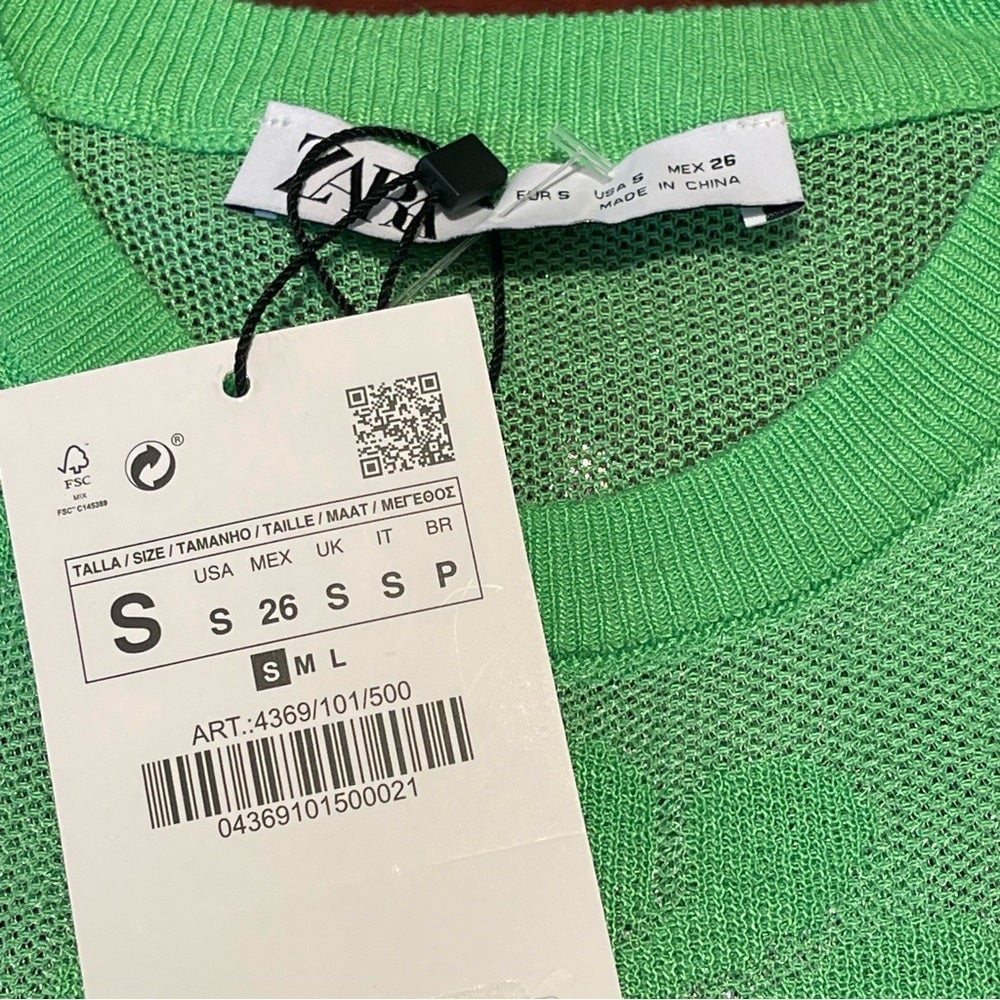 ZARA
EUR S USA S MEX 26
MADE IN CHINA
®
FSC
MIX
FSC™ C145389
TALLA / SIZE / TAMANHO / TAILLE / MAAT / ΜΕΓΕΘΟΣ
USA MEX UK IT BR
S S 26 S S P
S M L
ART.:4369/101/500
04369101500021